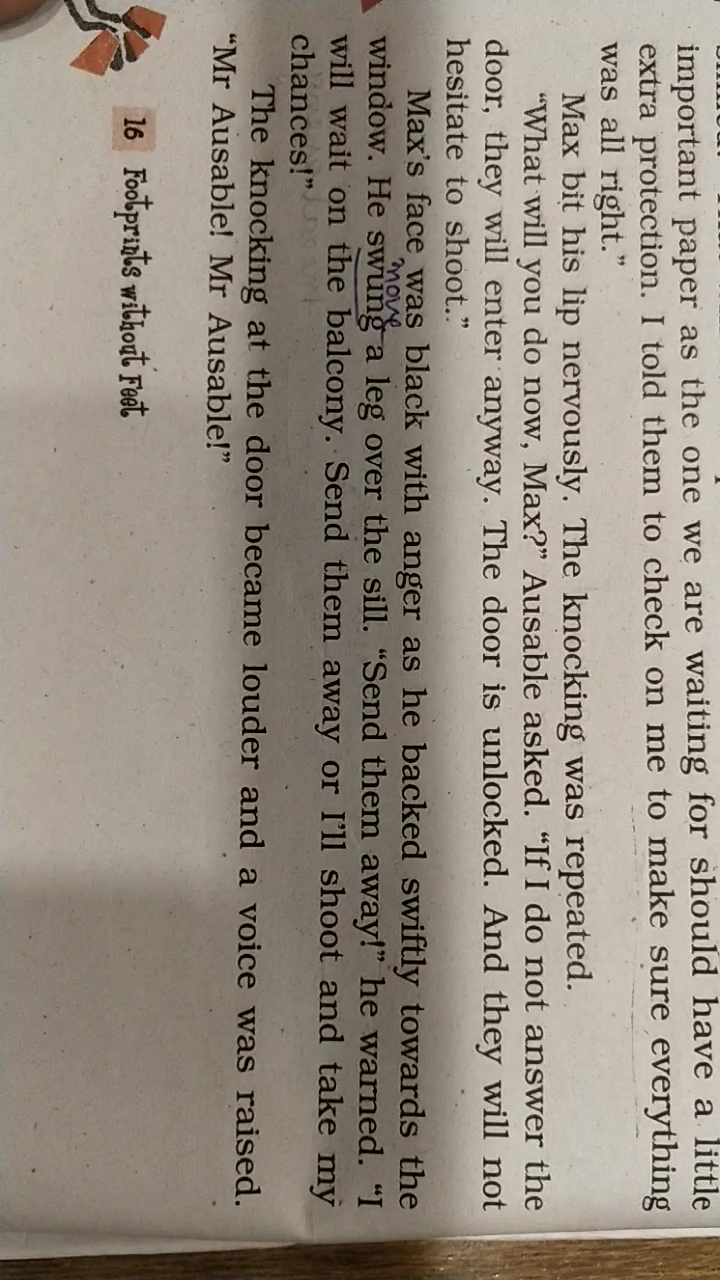 important paper as the one we are waiting for should have a little
extra protection. I told them to check on me to make sure everything
was all right.”
Max bit his lip nervously. The knocking was repeated.
“What will you do now, Max?” Ausable asked. “If I do not answer the
door, they will enter anyway. The door is unlocked. And they will not
hesitate to shoot.”
Max’s face was black with anger as he backed swiftly towards the
move
window. He swung a leg over the sill. “Send them away!” he warned. “I
will wait on the balcony. Send them away or I’ll shoot and take my
chances!”
The knocking at the door became louder and a voice was raised.
“Mr Ausable! Mr Ausable!”
16 Footprints without Feet